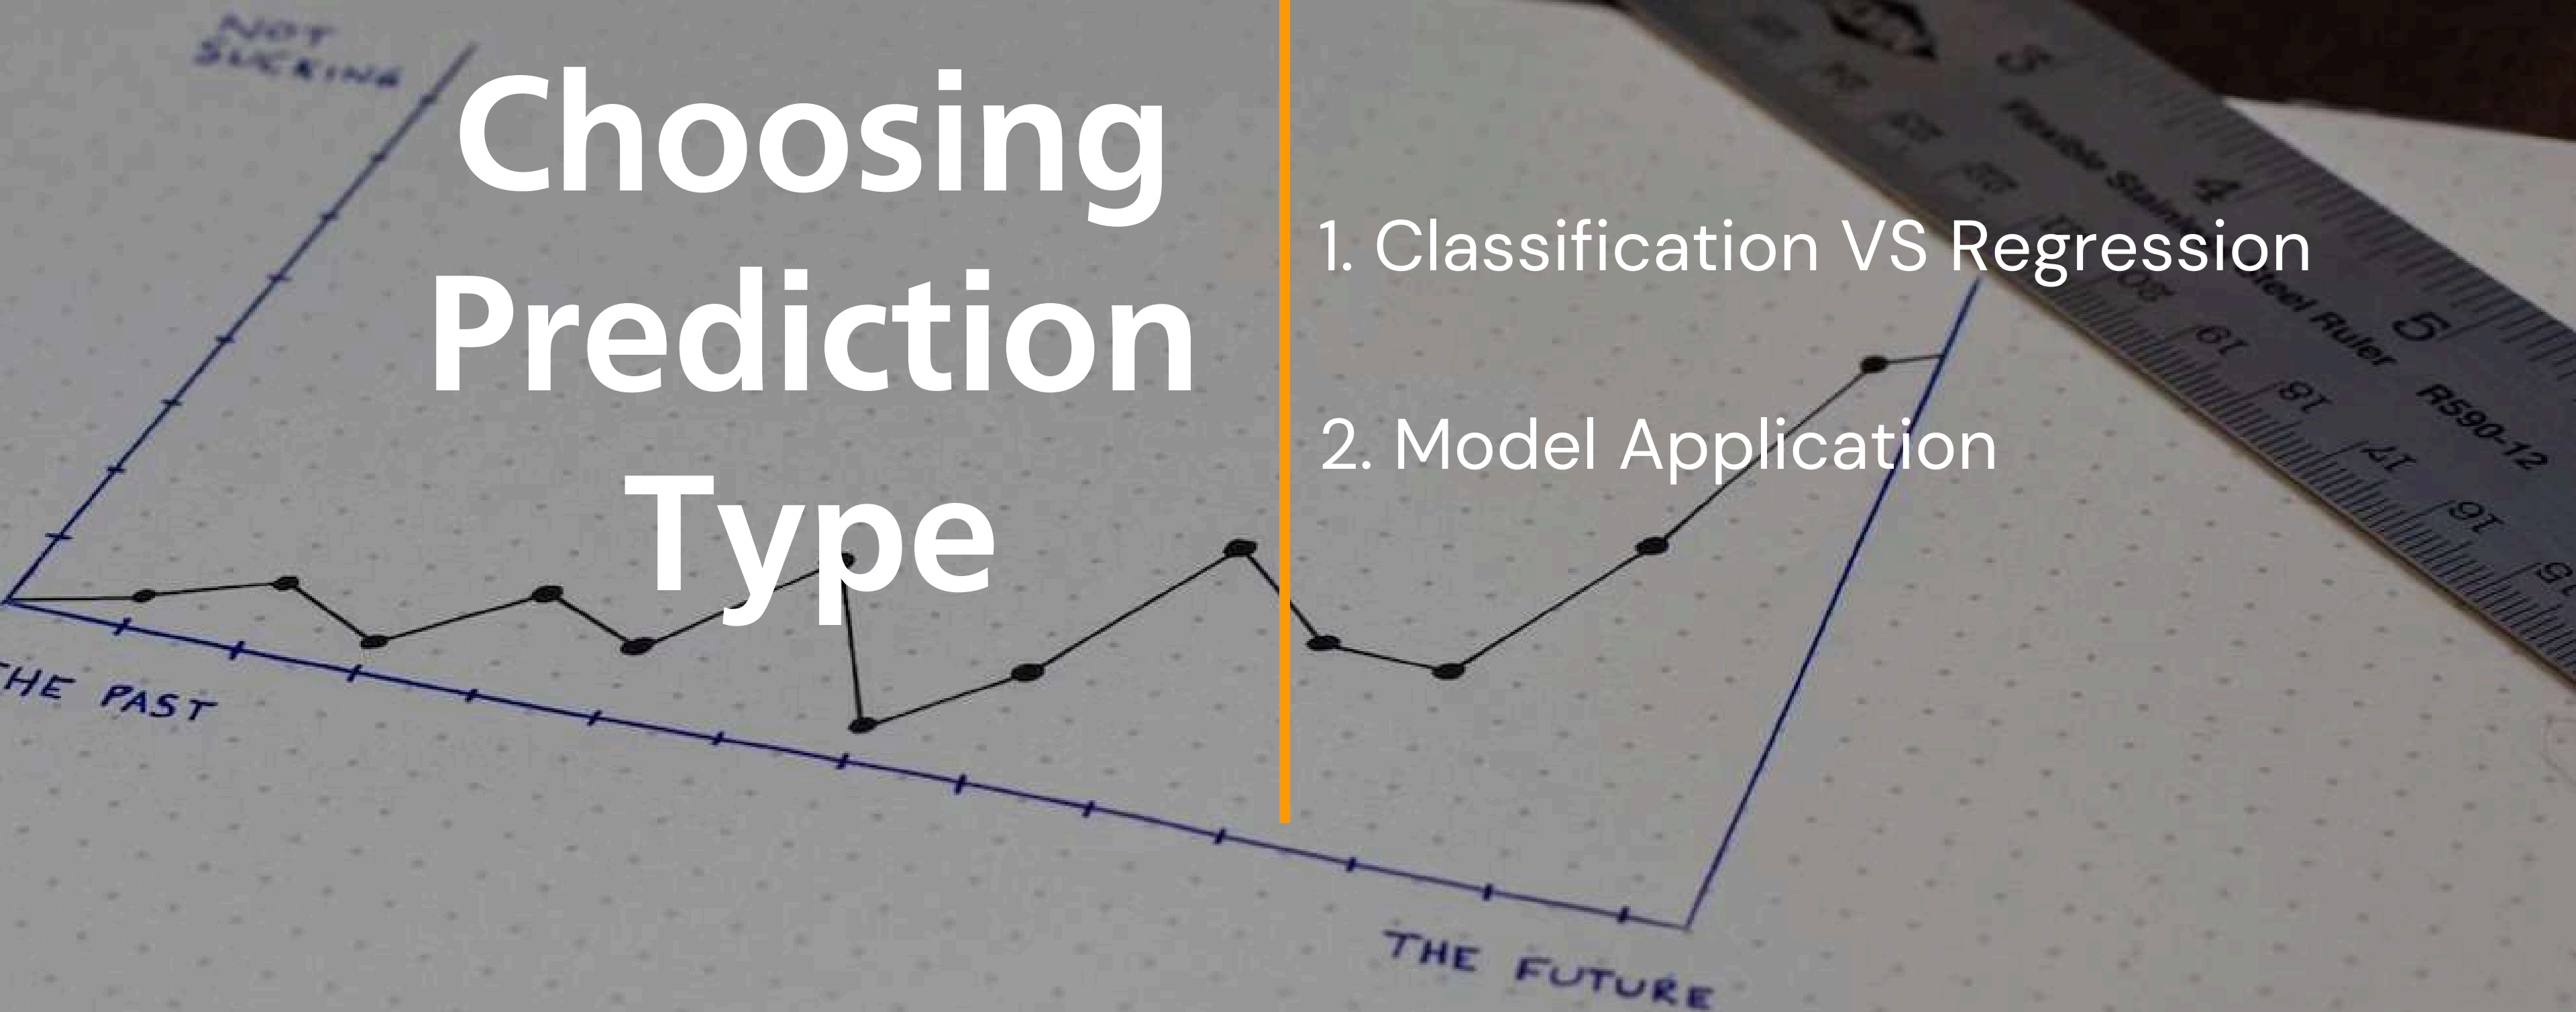 NOT
SUCKING
Choosing
Prediction
Type
1. Classification VS Regression
2. Model Application
THE PAST
THE FUTURE
3
4
5
Flexible Stainless Steel Ruler R590-12
20
19
18
17
16